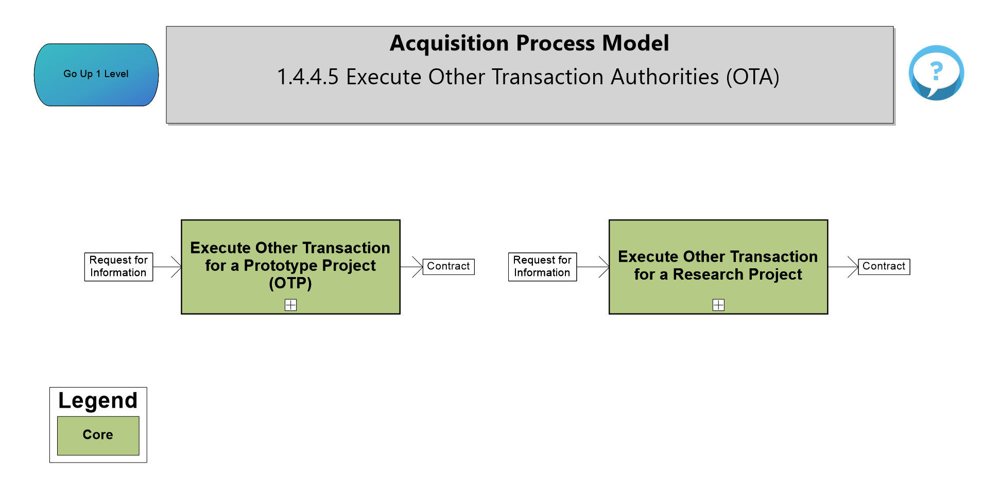 Acquisition Process Model
Go Up 1 Level
1.4.4.5 Execute Other Transaction Authorities (OTA)
?
Request for
Information
Execute Other Transaction
for a Prototype Project
(OTP)
Contract
Request for
Information
Execute Other Transaction
for a Research Project
Contract
Legend
Core